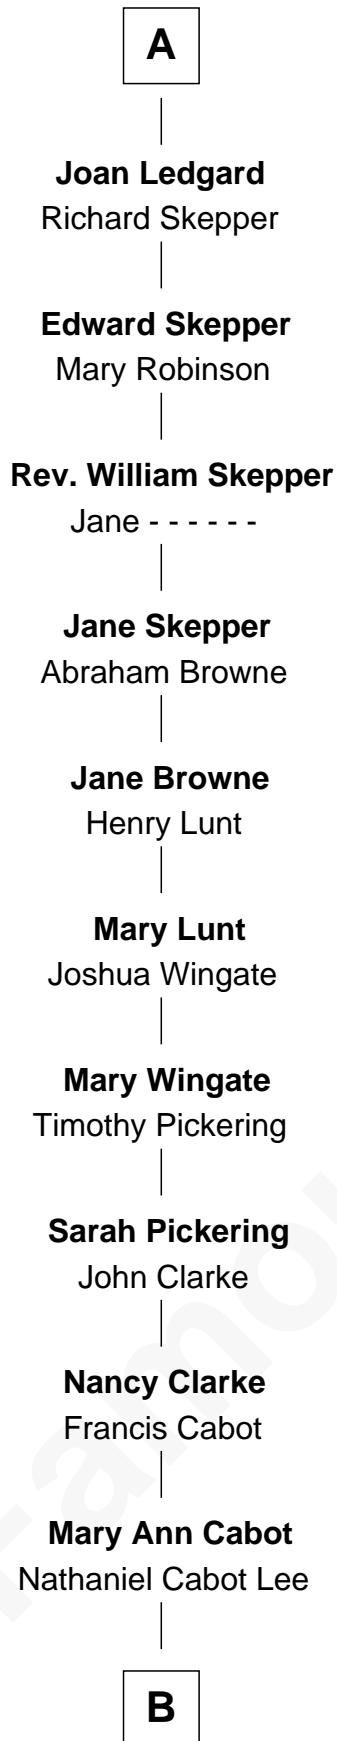 A
Joan Ledgard
Richard Skepper
Edward Skepper
Mary Robinson
Rev. William Skepper
Jane - - - - - -
Jane Skepper
Abraham Browne
Jane Browne
Henry Lunt
Mary Lunt
Joshua Wingate
Mary Wingate
Timothy Pickering
Sarah Pickering
John Clarke
Nancy Clarke
Francis Cabot
Mary Ann Cabot
Nathaniel Cabot Lee
B